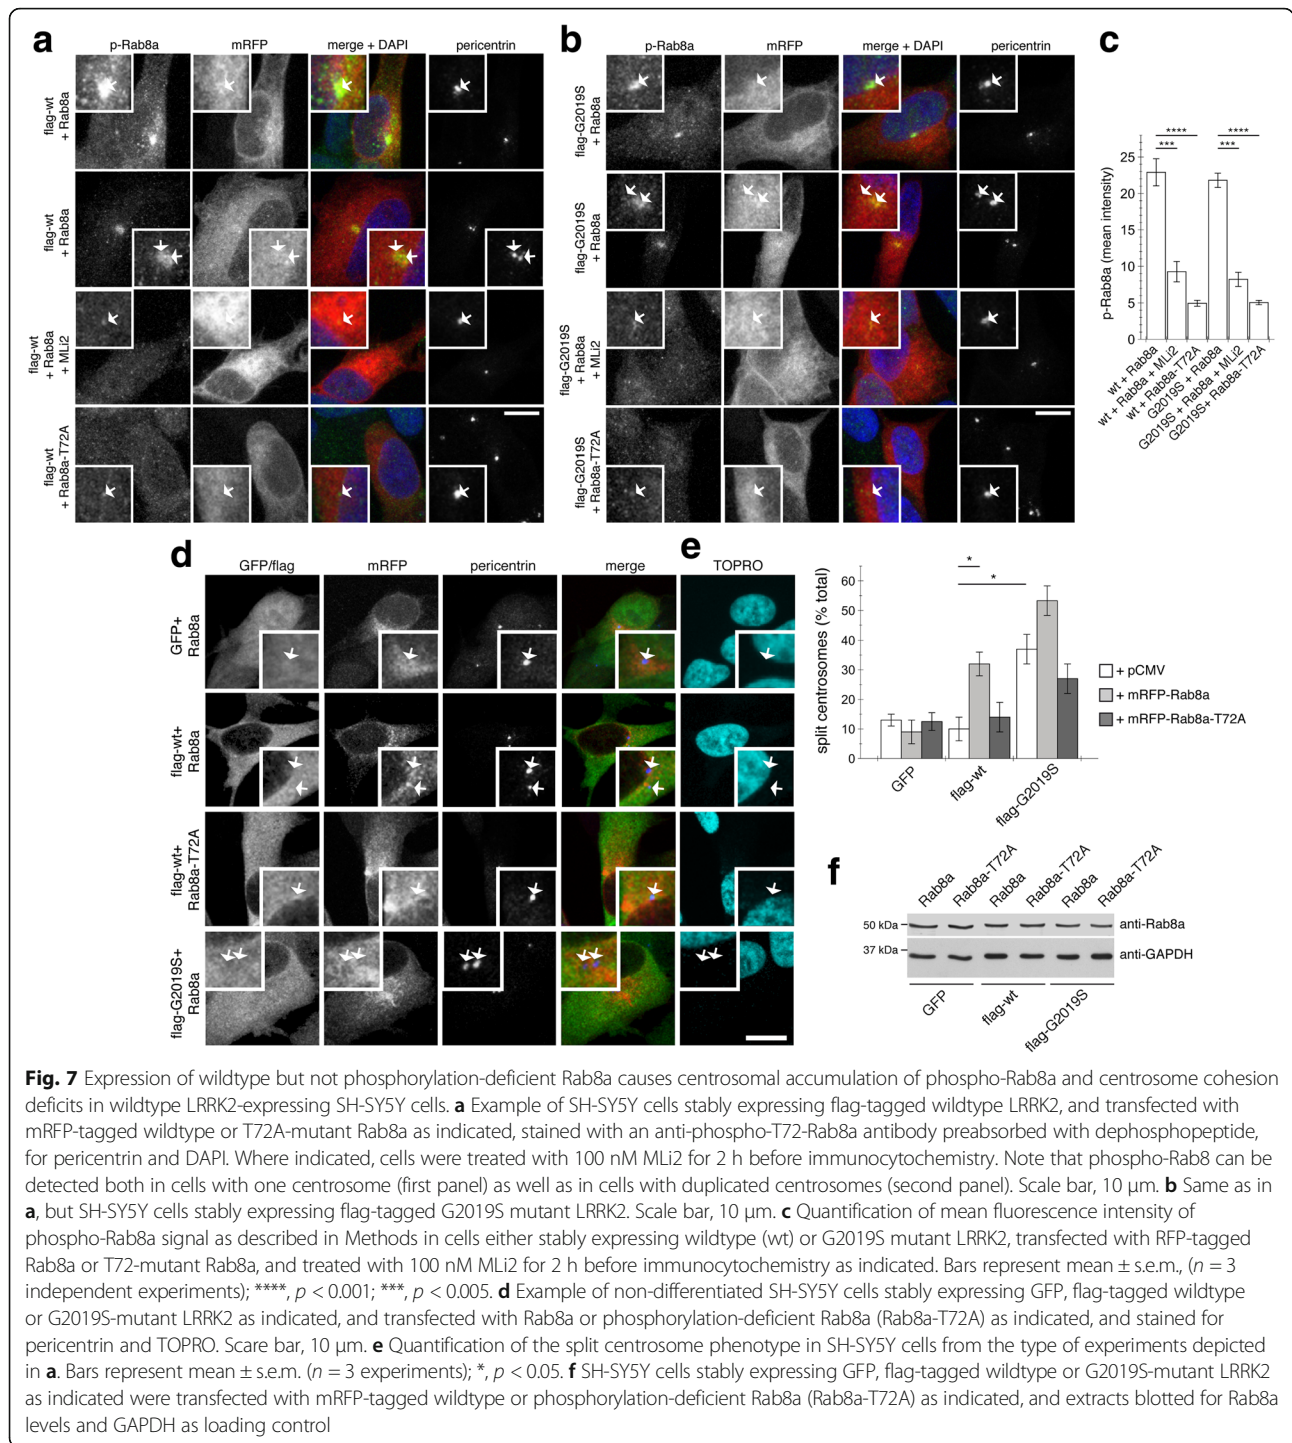 a
p-Rab8a mRFP merge + DAPI pericentrin
flag-wt
+ Rab8a
flag-wt
+ Rab8a
flag-wt
+ Rab8a
+ MLi2
flag-wt
+ Rab8a-T72A
b
p-Rab8a mRFP merge + DAPI pericentrin
flag-G2019S
+ Rab8a
flag-G2019S
+ Rab8a
flag-G2019S
+ Rab8a
+ MLi2
flag-G2019S
+ Rab8a-T72A
c
p-Rab8a (mean intensity)
25
20
15
10
5
0
**** ****
*** ***
wt + Rab8a
wt + Rab8a + MLi2
wt + Rab8a-T72A
G2019S + Rab8a
G2019S + Rab8a + MLi2
G2019S+ Rab8a-T72A
d
GFP/flag mRFP pericentrin merge TOPRO
GFP+
Rab8a
flag-wt+
Rab8a
flag-wt+
Rab8a-T72A
flag-G2019S+
Rab8a
e
split centrosomes (% total)
60
50
40
30
20
10
0
*
*
GFP
flag-wt
flag-G2019S
+ pCMV
+ mRFP-Rab8a
+ mRFP-Rab8a-T72A
f
Rab8a
Rab8a-T72A
Rab8a
Rab8a-T72A
Rab8a
Rab8a-T72A
50 kDa
37 kDa
anti-Rab8a
anti-GAPDH
GFP
flag-wt
flag-G2019S
Fig. 7 Expression of wildtype but not phosphorylation-deficient Rab8a causes centrosomal accumulation of phospho-Rab8a and centrosome cohesion
deficits in wildtype LRRK2-expressing SH-SY5Y cells. a Example of SH-SY5Y cells stably expressing flag-tagged wildtype LRRK2, and transfected with
mRFP-tagged wildtype or T72A-mutant Rab8a as indicated, stained with an anti-phospho-T72-Rab8a antibody preabsorbed with dephosphopeptide,
for pericentrin and DAPI. Where indicated, cells were treated with 100 nM MLi2 for 2 h before immunocytochemistry. Note that phospho-Rab8 can be
detected both in cells with one centrosome (first panel) as well as in cells with duplicated centrosomes (second panel). Scale bar, 10 μm. b Same as in
a, but SH-SY5Y cells stably expressing flag-tagged G2019S mutant LRRK2. Scale bar, 10 μm. c Quantification of mean fluorescence intensity of
phospho-Rab8a signal as described in Methods in cells either stably expressing wildtype (wt) or G2019S mutant LRRK2, transfected with RFP-tagged
Rab8a or T72-mutant Rab8a, and treated with 100 nM MLi2 for 2 h before immunocytochemistry as indicated. Bars represent mean ± s.e.m., (n = 3
independent experiments); ****, p < 0.001; ***, p < 0.005. d Example of non-differentiated SH-SY5Y cells stably expressing GFP, flag-tagged wildtype
or G2019S-mutant LRRK2 as indicated, and transfected with Rab8a or phosphorylation-deficient Rab8a (Rab8a-T72A) as indicated, and stained for
pericentrin and TOPRO. Scare bar, 10 μm. e Quantification of the split centrosome phenotype in SH-SY5Y cells from the type of experiments depicted
in a. Bars represent mean ± s.e.m. (n = 3 experiments); *, p < 0.05. f SH-SY5Y cells stably expressing GFP, flag-tagged wildtype or G2019S-mutant LRRK2
as indicated were transfected with mRFP-tagged wildtype or phosphorylation-deficient Rab8a (Rab8a-T72A) as indicated, and extracts blotted for Rab8a
levels and GAPDH as loading control